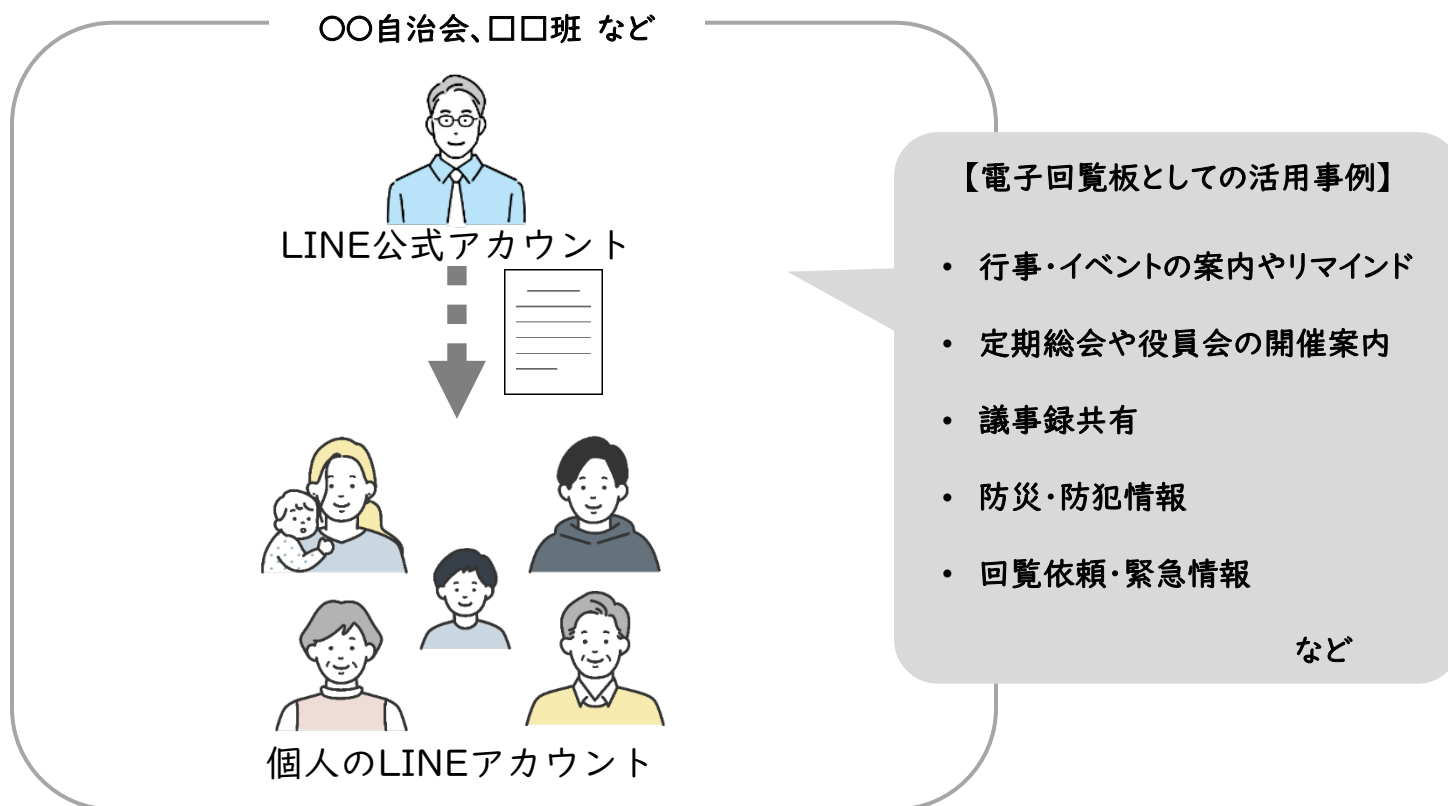 〇〇自治会、□□班 など
LINE公式アカウント
個人のLINEアカウント
【電子回覧板としての活用事例】
• 行事・イベントの案内やリマインド
• 定期総会や役員会の開催案内
• 議事録共有
• 防災・防犯情報
• 回覧依頼・緊急情報
など